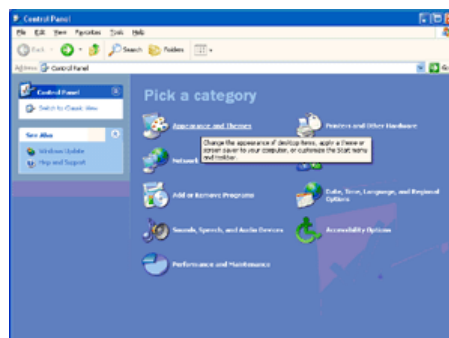 Control Panel
File Edit View Favorites Tools Help
Back Search Folders
Address Control Panel Go
Control Panel
Switch to Classic View
See Also
Windows Update
Help and Support
Pick a category
Appearance and Themes
Printers and Other Hardware
Change the appearance of desktop items, apply a theme or
screen saver to your computer, or customize the Start menu
and taskbar.
Network
Add or Remove Programs
Date, Time, Language, and Regional
Options
Sounds, Speech, and Audio Devices
Accessibility Options
Performance and Maintenance